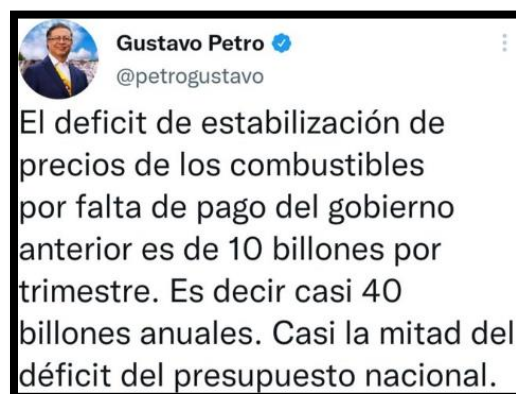 Gustavo Petro
@petrogustavo
El deficit de estabilización de
precios de los combustibles
por falta de pago del gobierno
anterior es de 10 billones por
trimestre. Es decir casi 40
billones anuales. Casi la mitad del
déficit del presupuesto nacional.